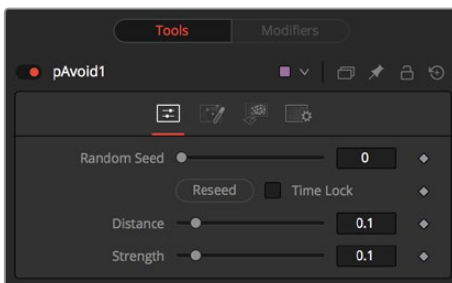 Tools Modifiers
pAvoid1
Random Seed 0
Reseed Time Lock
Distance 0.1
Strength 0.1